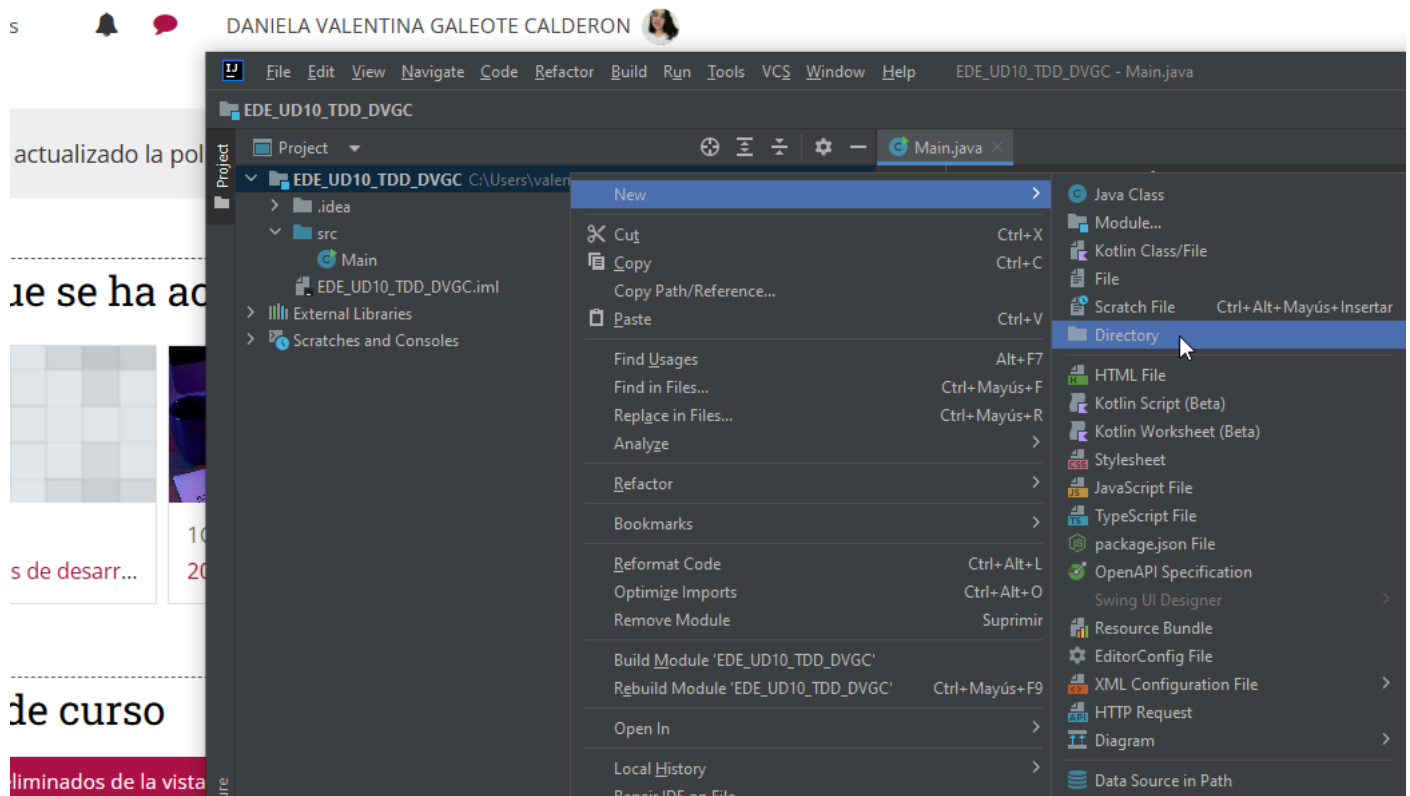 s DANIELA VALENTINA GALEOTE CALDERON
File Edit View Navigate Code Refactor Build Run Tools VCS Window Help EDE_UD10_TDD_DVGC - Main.java
EDE_UD10_TDD_DVGC
actualizado la pol
Project
Project
Main.java
EDE_UD10_TDD_DVGC C:\Users\valen
.idea
src
Main
EDE_UD10_TDD_DVGC.iml
External Libraries
Scratches and Consoles
ue se ha ac
s de desarr...
10
20
de curso
eliminados de la vista
New
Cut Ctrl+X
Copy Ctrl+C
Copy Path/Reference...
Paste Ctrl+V
Find Usages Alt+F7
Find in Files... Ctrl+Mayús+F
Replace in Files... Ctrl+Mayús+R
Analyze
Refactor
Bookmarks
Reformat Code Ctrl+Alt+L
Optimize Imports Ctrl+Alt+O
Remove Module Suprimir
Build Module 'EDE_UD10_TDD_DVGC'
Rebuild Module 'EDE_UD10_TDD_DVGC' Ctrl+Mayús+F9
Open In
Local History
Repair IDE on File
Java Class
Module...
Kotlin Class/File
File
Scratch File Ctrl+Alt+Mayús+Insertar
Directory
HTML File
Kotlin Script (Beta)
Kotlin Worksheet (Beta)
Stylesheet
JavaScript File
TypeScript File
package.json File
OpenAPI Specification
Swing UI Designer
Resource Bundle
EditorConfig File
XML Configuration File
HTTP Request
Diagram
Data Source in Path